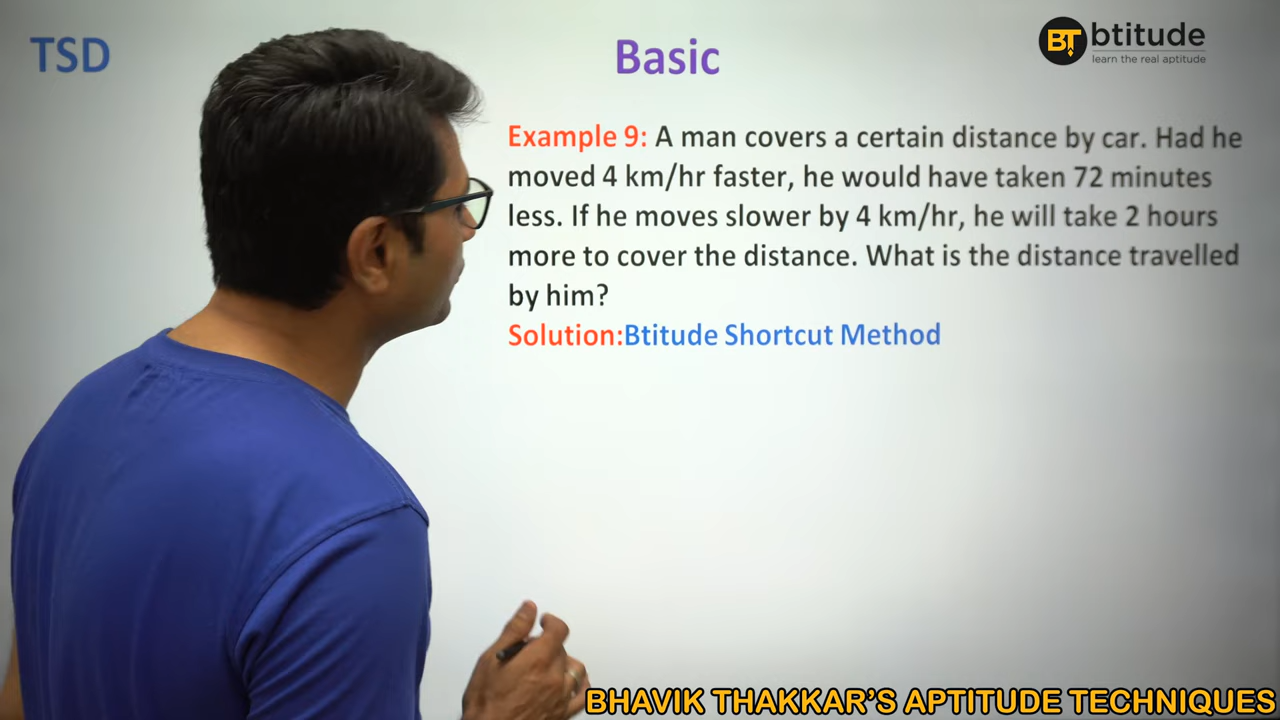 TSD
Basic
BT btitude
learn the real aptitude
Example 9: A man covers a certain distance by car. Had he
moved 4 km/hr faster, he would have taken 72 minutes
less. If he moves slower by 4 km/hr, he will take 2 hours
more to cover the distance. What is the distance travelled
by him?
Solution:Btitude Shortcut Method
BHAVIK THAKKAR'S APTITUDE TECHNIQUES